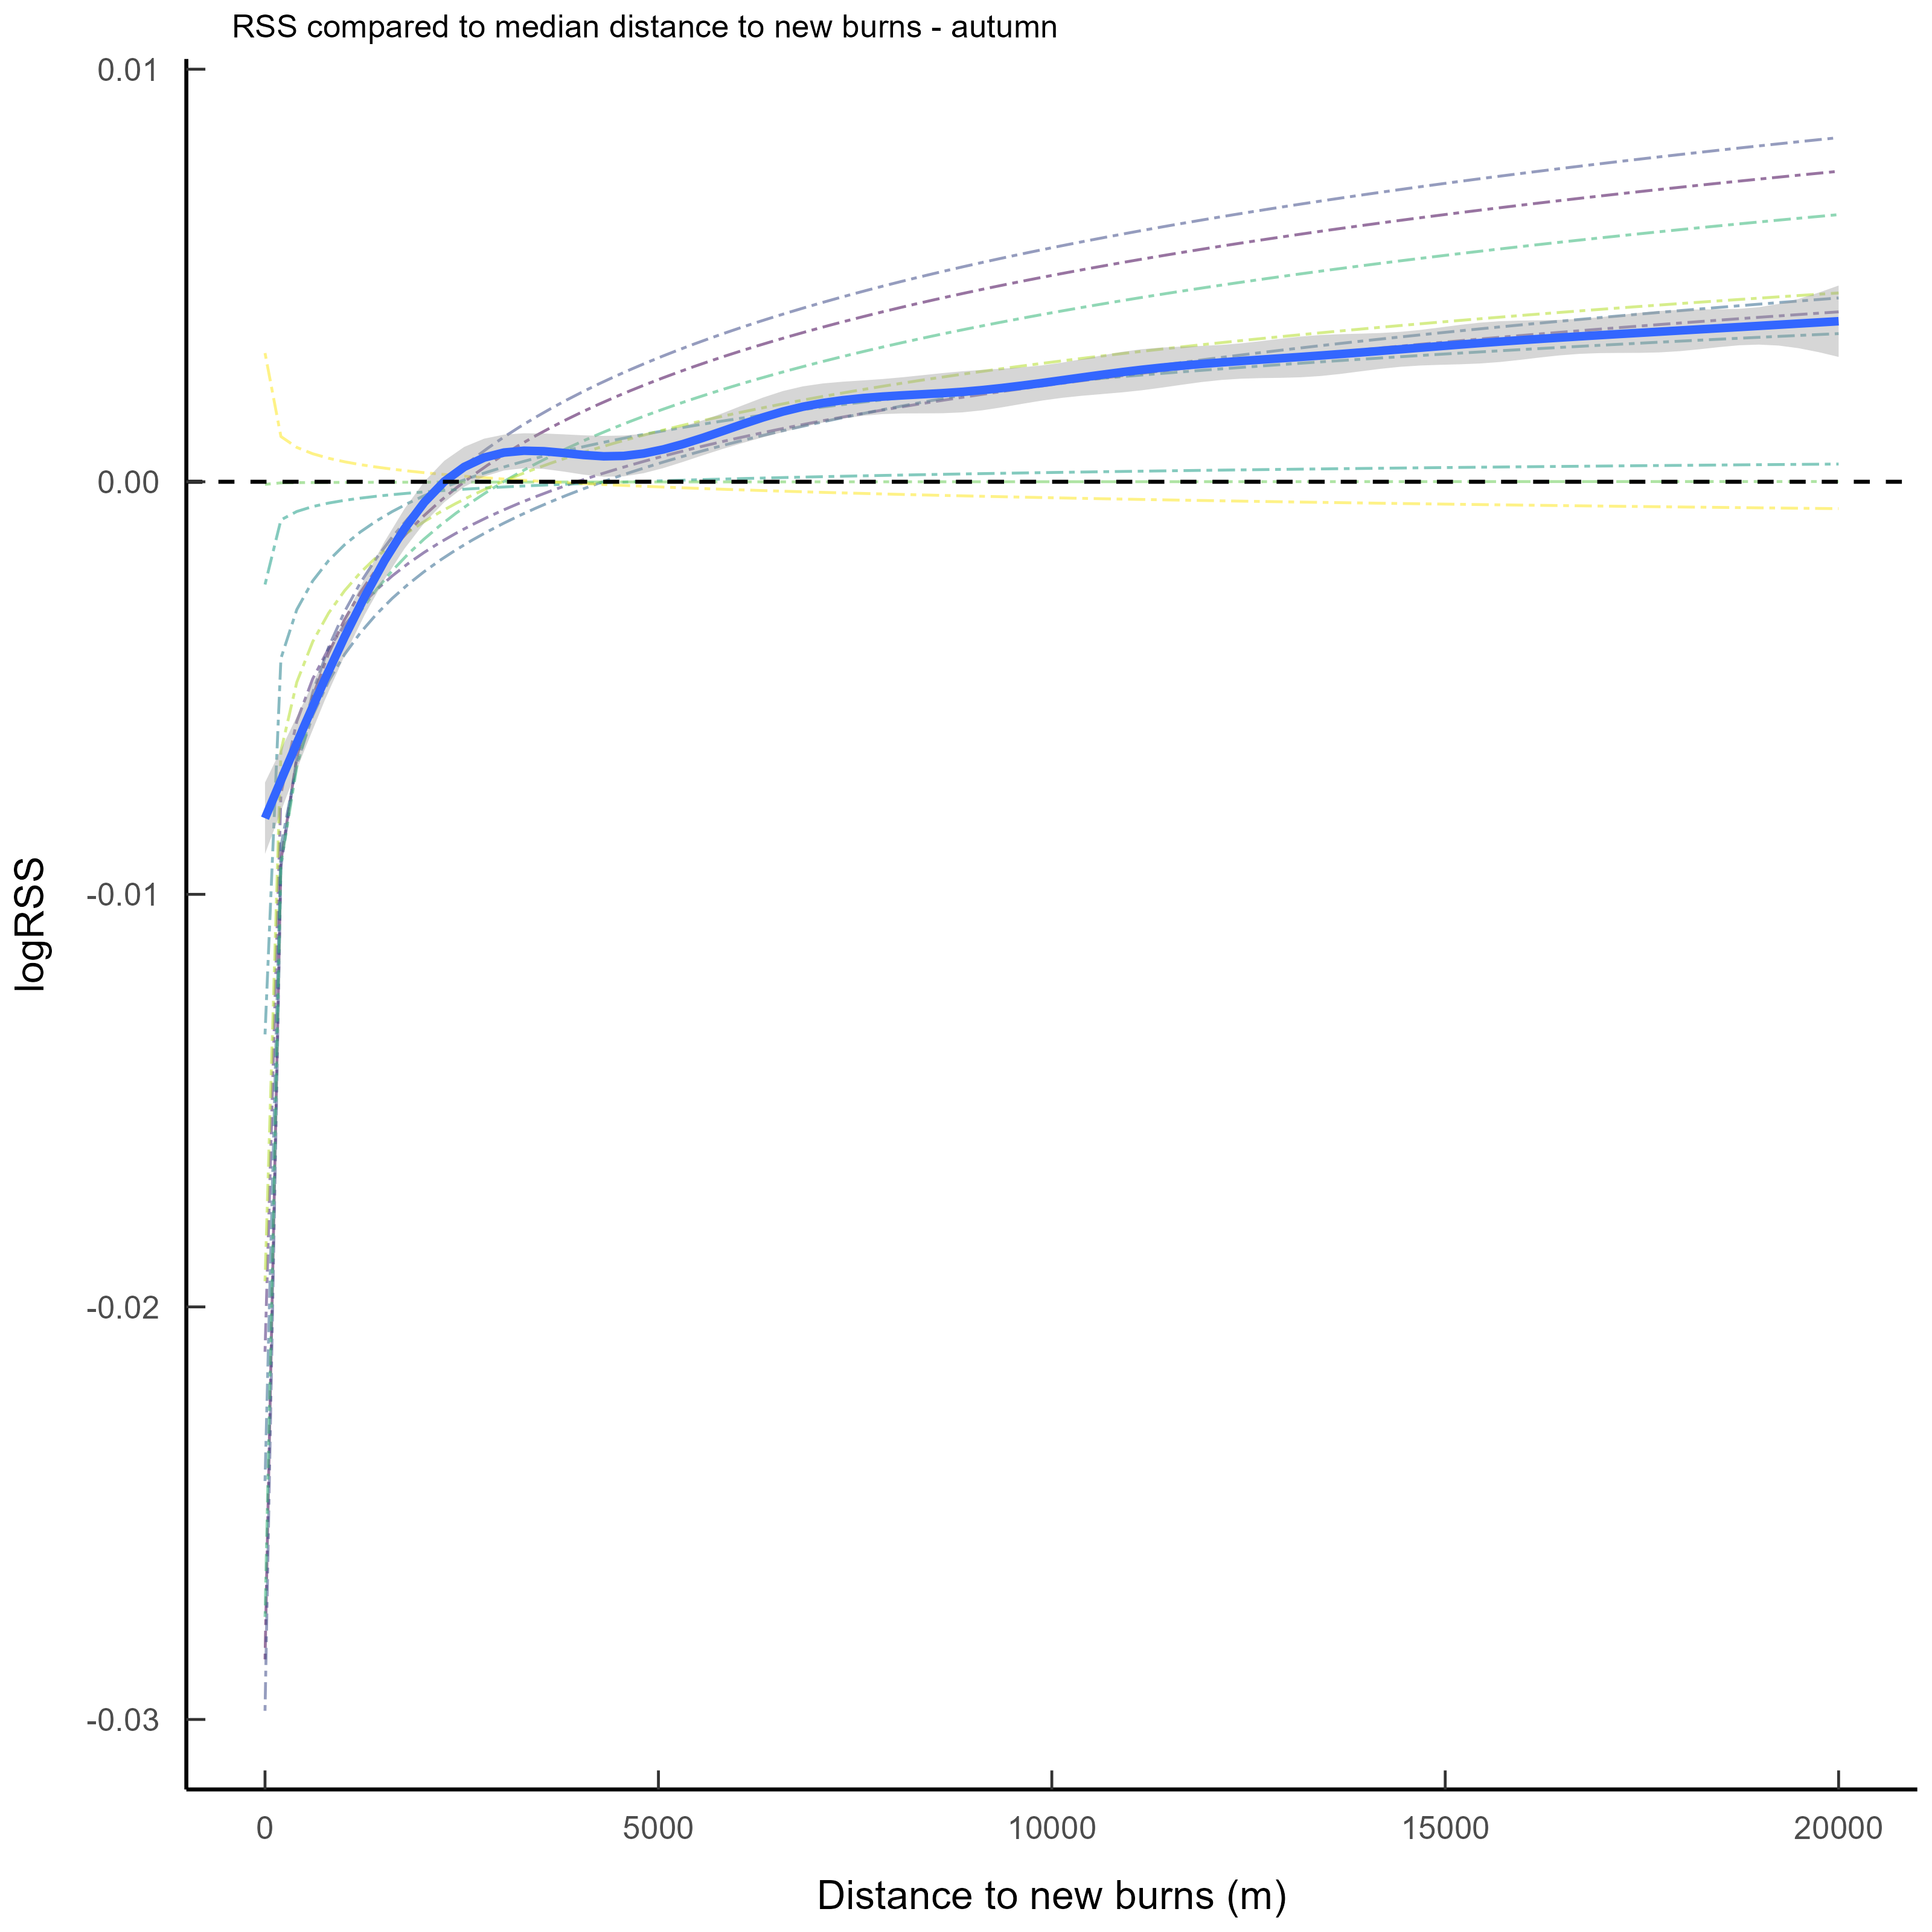 RSS compared to median distance to new burns - autumn
0.01
0.00
-0.01
-0.02
-0.03
logRSS
0 5000 10000 15000 20000
Distance to new burns (m)